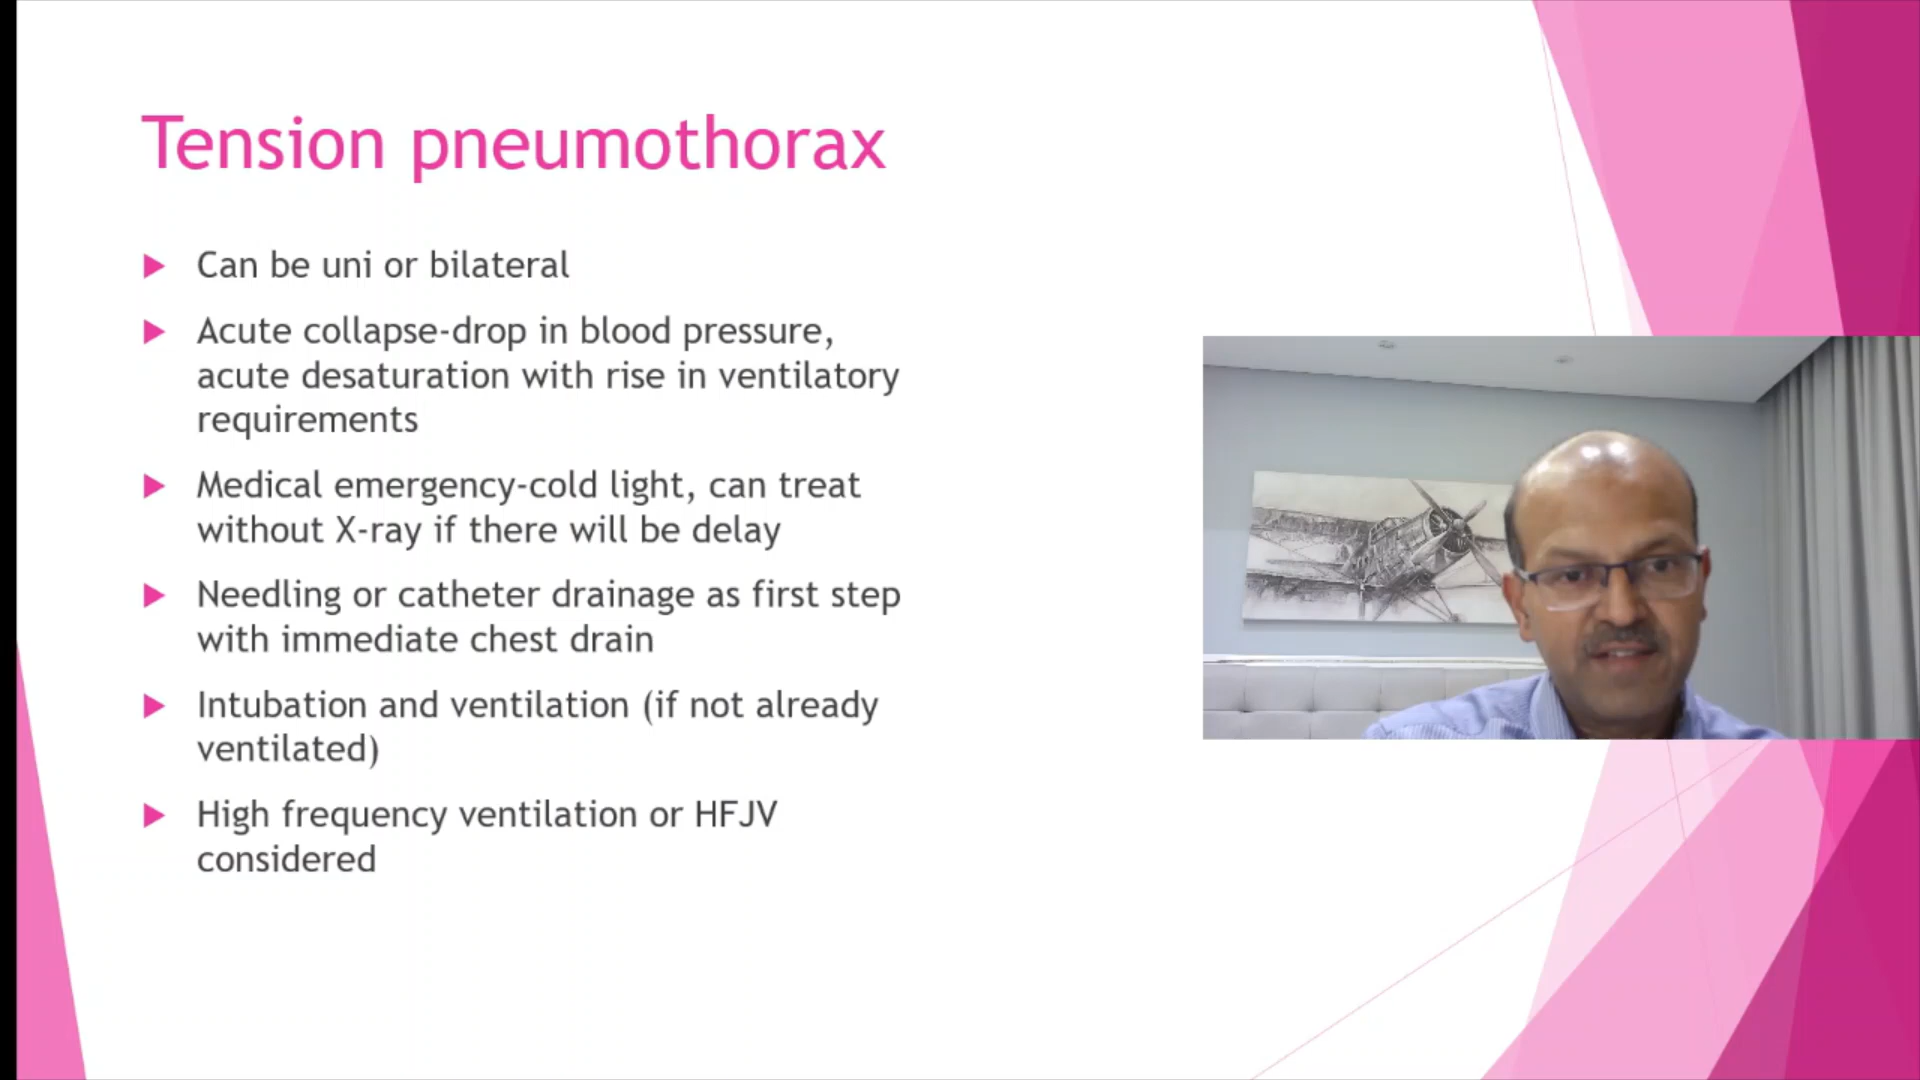 Tension pneumothorax
Can be uni or bilateral
Acute collapse-drop in blood pressure,
acute desaturation with rise in ventilatory
requirements
Medical emergency-cold light, can treat
without X-ray if there will be delay
Needling or catheter drainage as first step
with immediate chest drain
Intubation and ventilation (if not already
ventilated)
High frequency ventilation or HFJV
considered